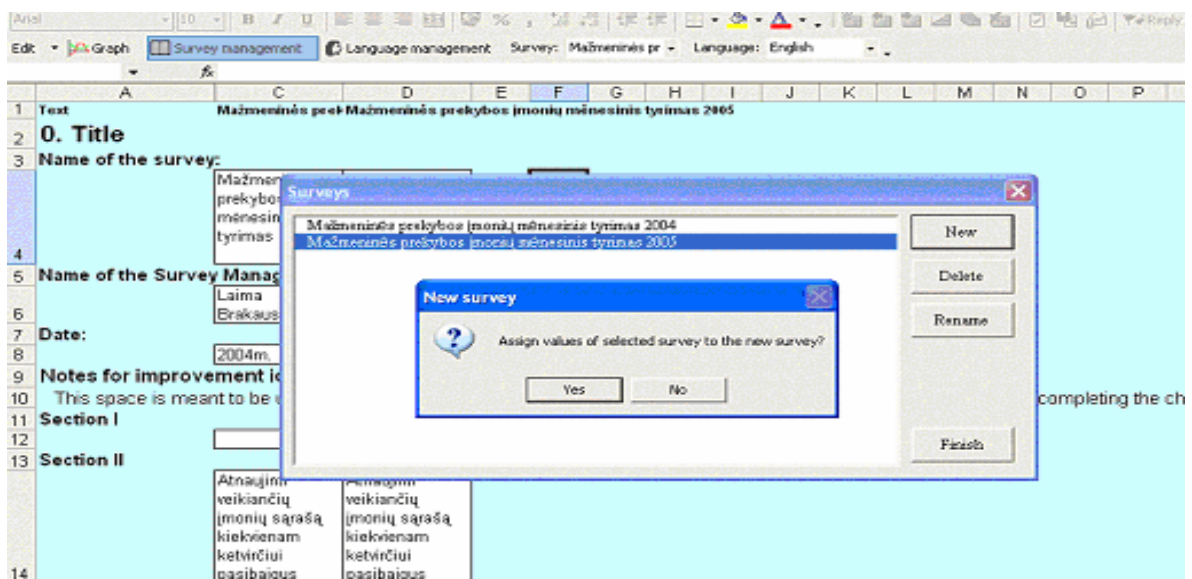 Arial 10 B I U % , Reply
Edit Graph Survey management Language management Survey: Mažmeninės pr Language: English
fx
A C D E F G H I J K L M N O P
1 Text Mažmeninės prek Mažmeninės prekybos įmonių mėnesinis tyrimas 2005
2 0. Title
3 Name of the survey:
Mažmen
prekybo
mėnesin
tyrimas
4
Surveys
Mažmeninės prekybos įmonių mėnesinis tyrimas 2004
Mažmeninės prekybos įmonių mėnesinis tyrimas 2005
New
Delete
Rename
Finish
New survey
Assign values of selected survey to the new survey?
Yes No
5 Name of the Survey Manag
Laima
6 Brakaus
7 Date:
8 2004m.
9 Notes for improvement i
10 This space is meant to be completing the ch
11 Section I
12
13 Section II
Atnaujinti
veikiančių veikiančių
įmonių sąrašą įmonių sąrašą
kiekvienam kiekvienam
ketvirčiui ketvirčiui
14 pasibaigus pasibaigus